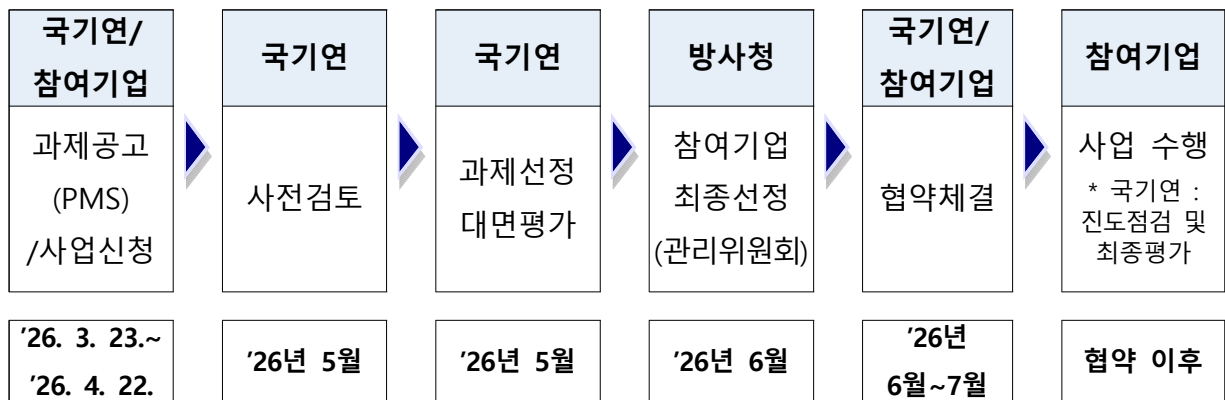 국기연/
참여기업
과제공고
(PMS)
/사업신청
’26. 3. 23.~
’26. 4. 22.
국기연
사전검토
’26년 5월
국기연
과제선정
대면평가
’26년 5월
방사청
참여기업
최종선정
(관리위원회)
’26년 6월
국기연/
참여기업
협약체결
’26년
6월~7월
참여기업
사업 수행
* 국기연 :
진도점검 및
최종평가
협약 이후